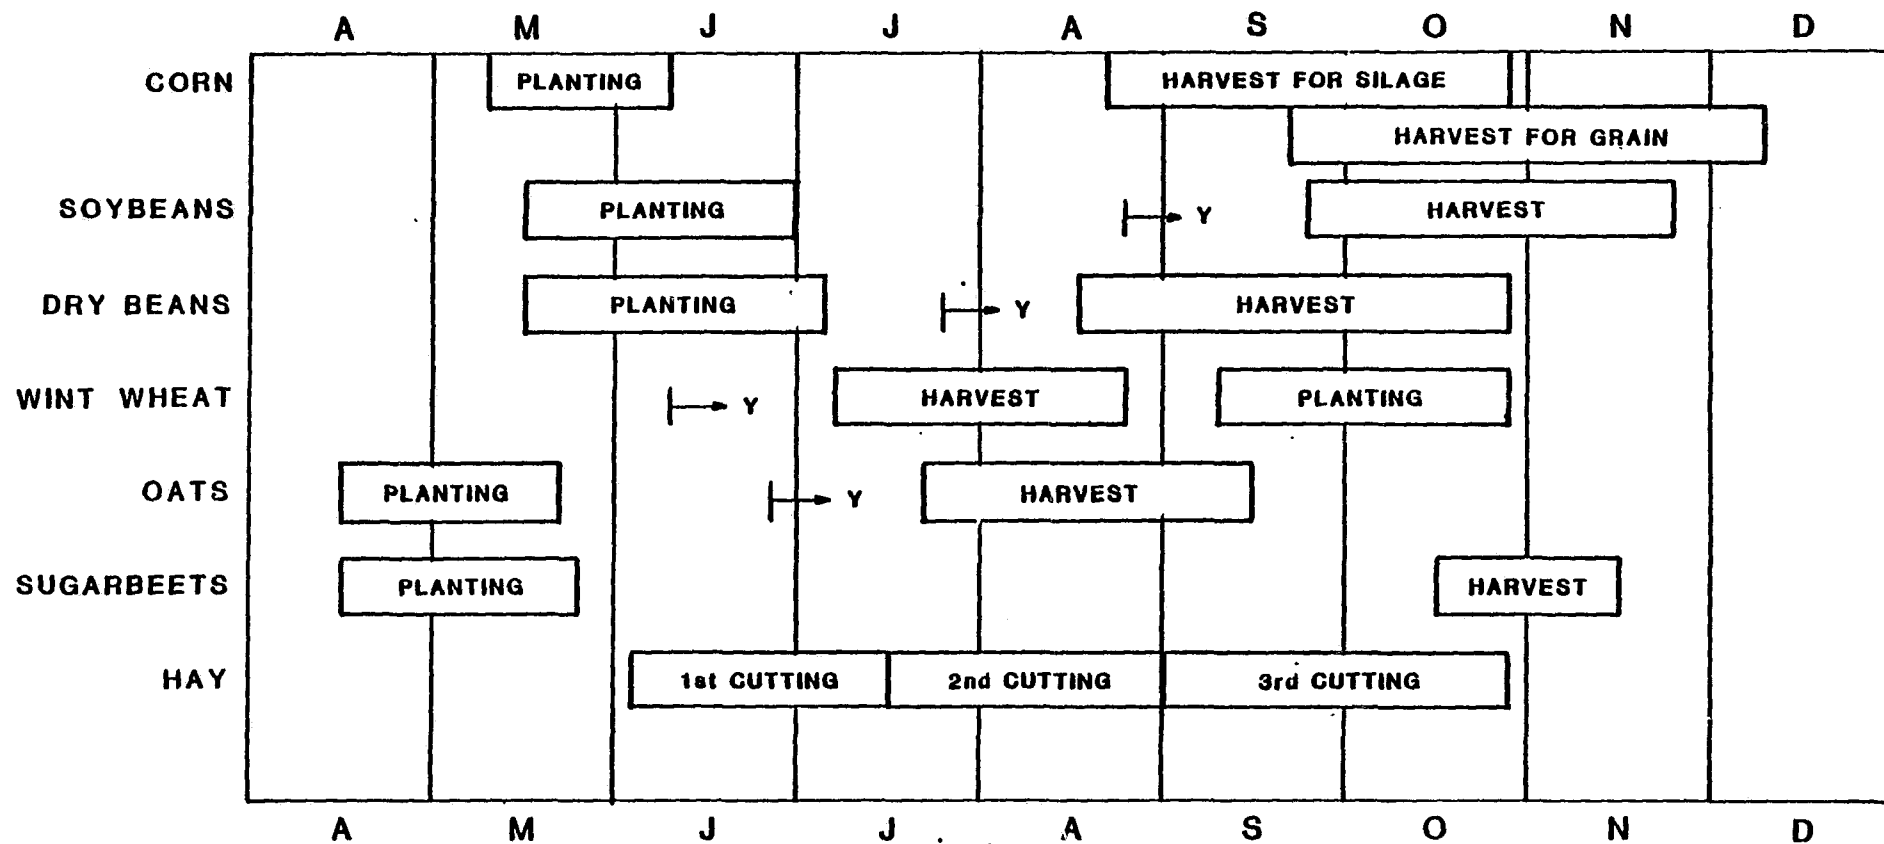 A M J J A S O N D
CORN PLANTING HARVEST FOR SILAGE
HARVEST FOR GRAIN
SOYBEANS PLANTING Y HARVEST
DRY BEANS PLANTING Y HARVEST
WINT WHEAT Y HARVEST PLANTING
OATS PLANTING Y HARVEST
SUGARBEETS PLANTING HARVEST
HAY 1st CUTTING 2nd CUTTING 3rd CUTTING
A M J J A S O N D